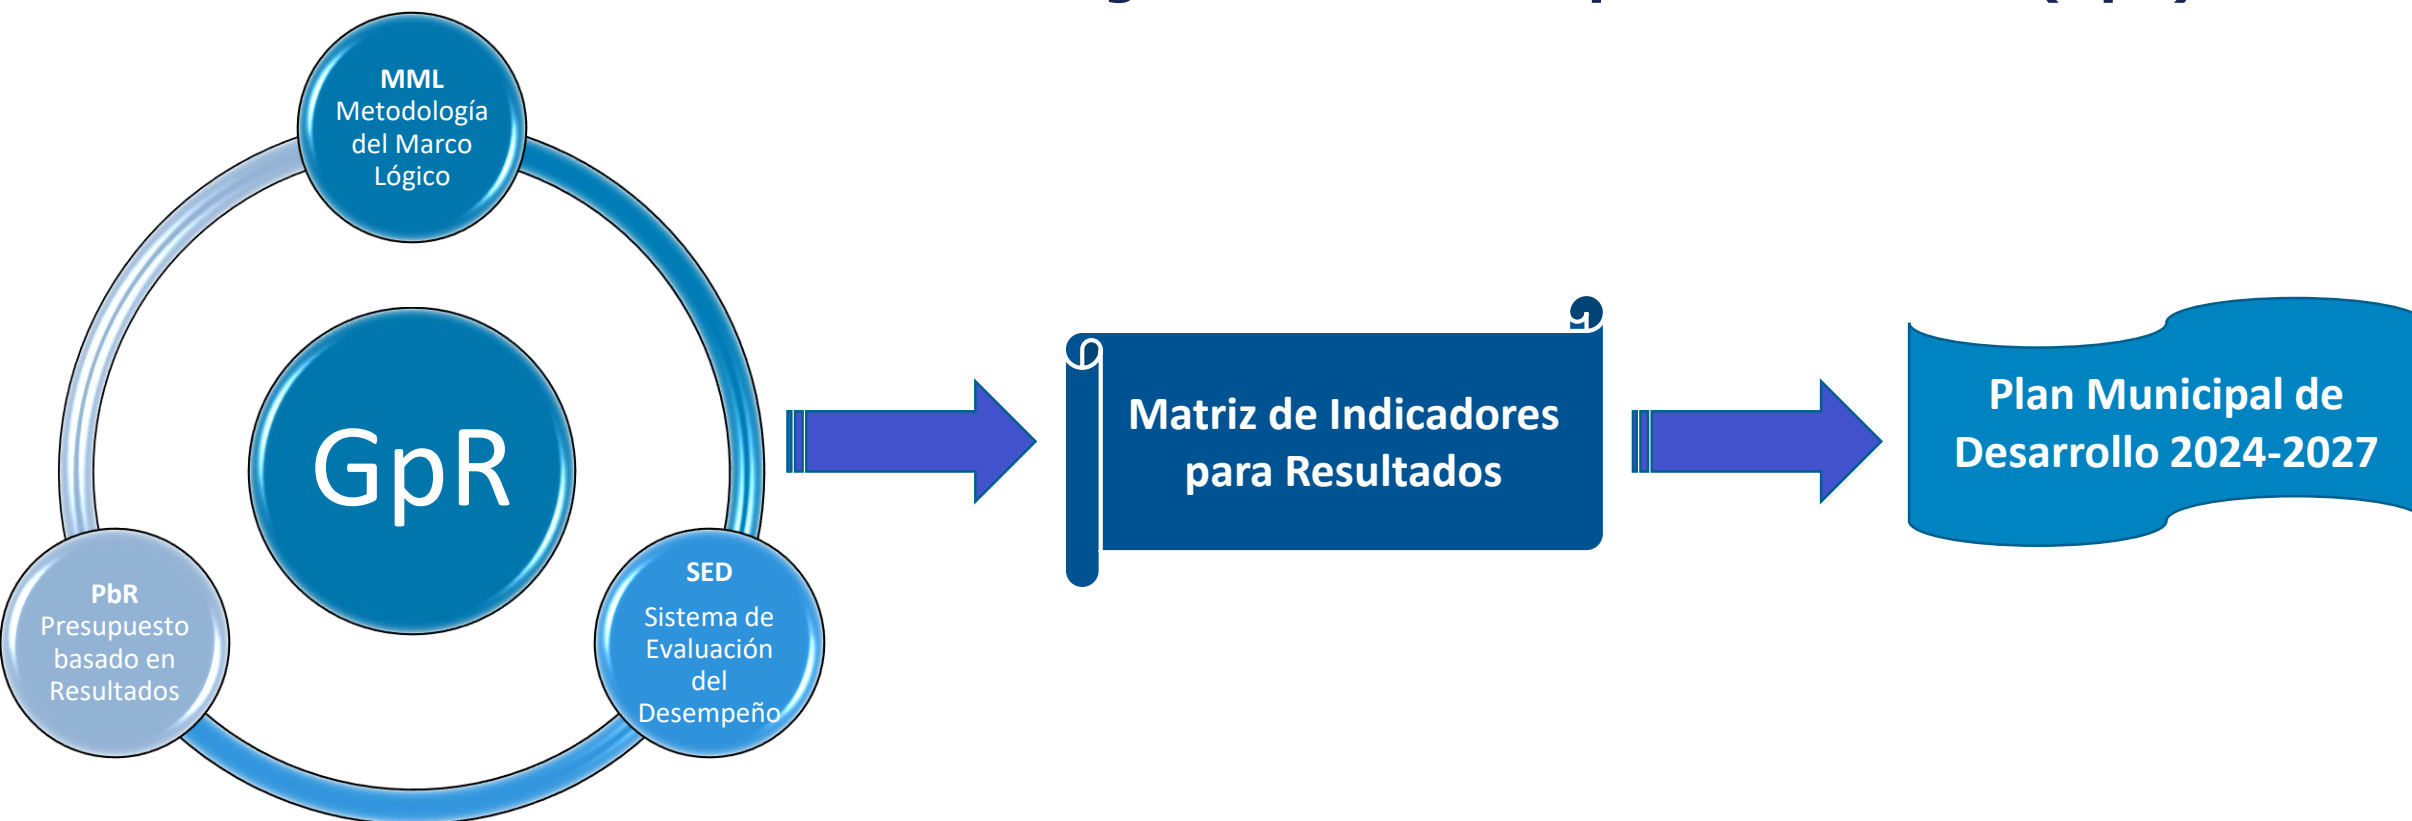 MML
Metodología
del Marco
Lógico
GpR
PbR
Presupuesto
basado en
Resultados
SED
Sistema de
Evaluación
del
Desempeño
Matriz de Indicadores
para Resultados
Plan Municipal de
Desarrollo 2024-2027